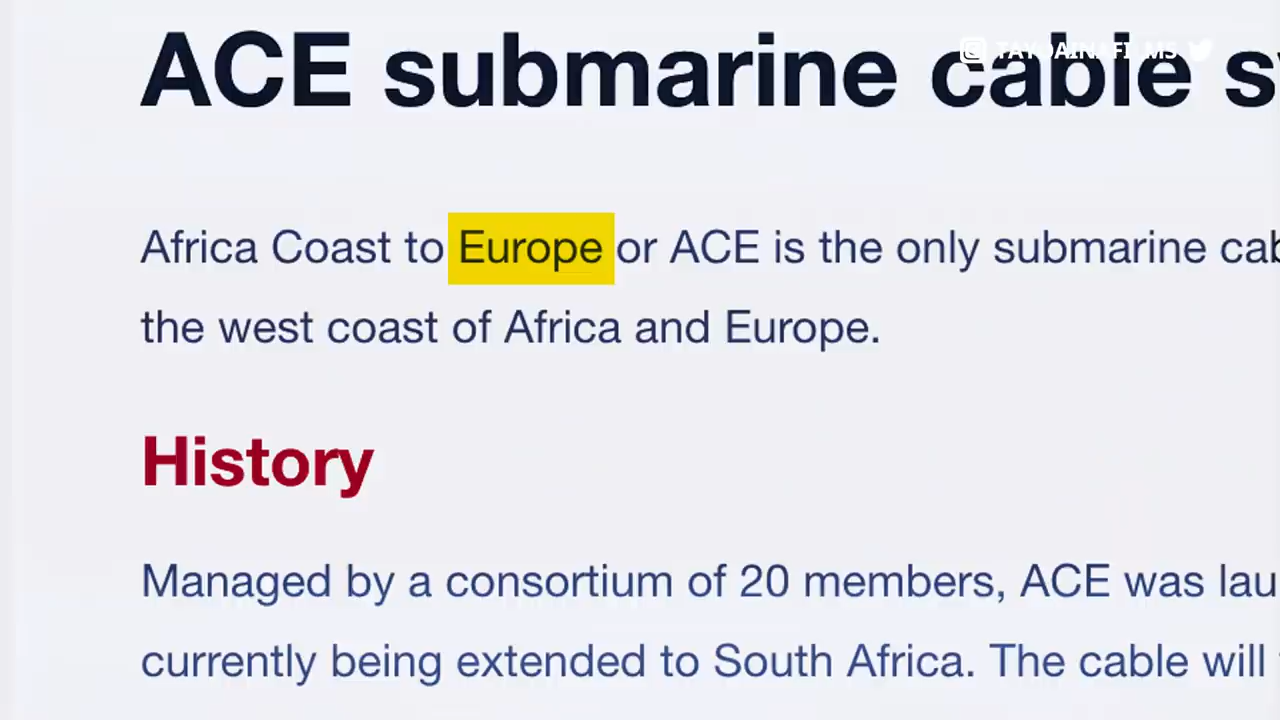 ACE submarine cable
TAYOAINAFILMS
Africa Coast to Europe or ACE is the only submarine
the west coast of Africa and Europe.
History
Managed by a consortium of 20 members, ACE was
currently being extended to South Africa. The cable will